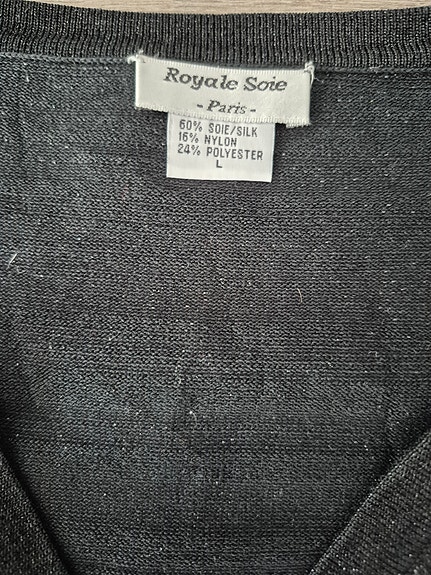 Royale Soie
- Paris -
60% SOIE/SILK
16% NYLON
24% POLYESTER
L